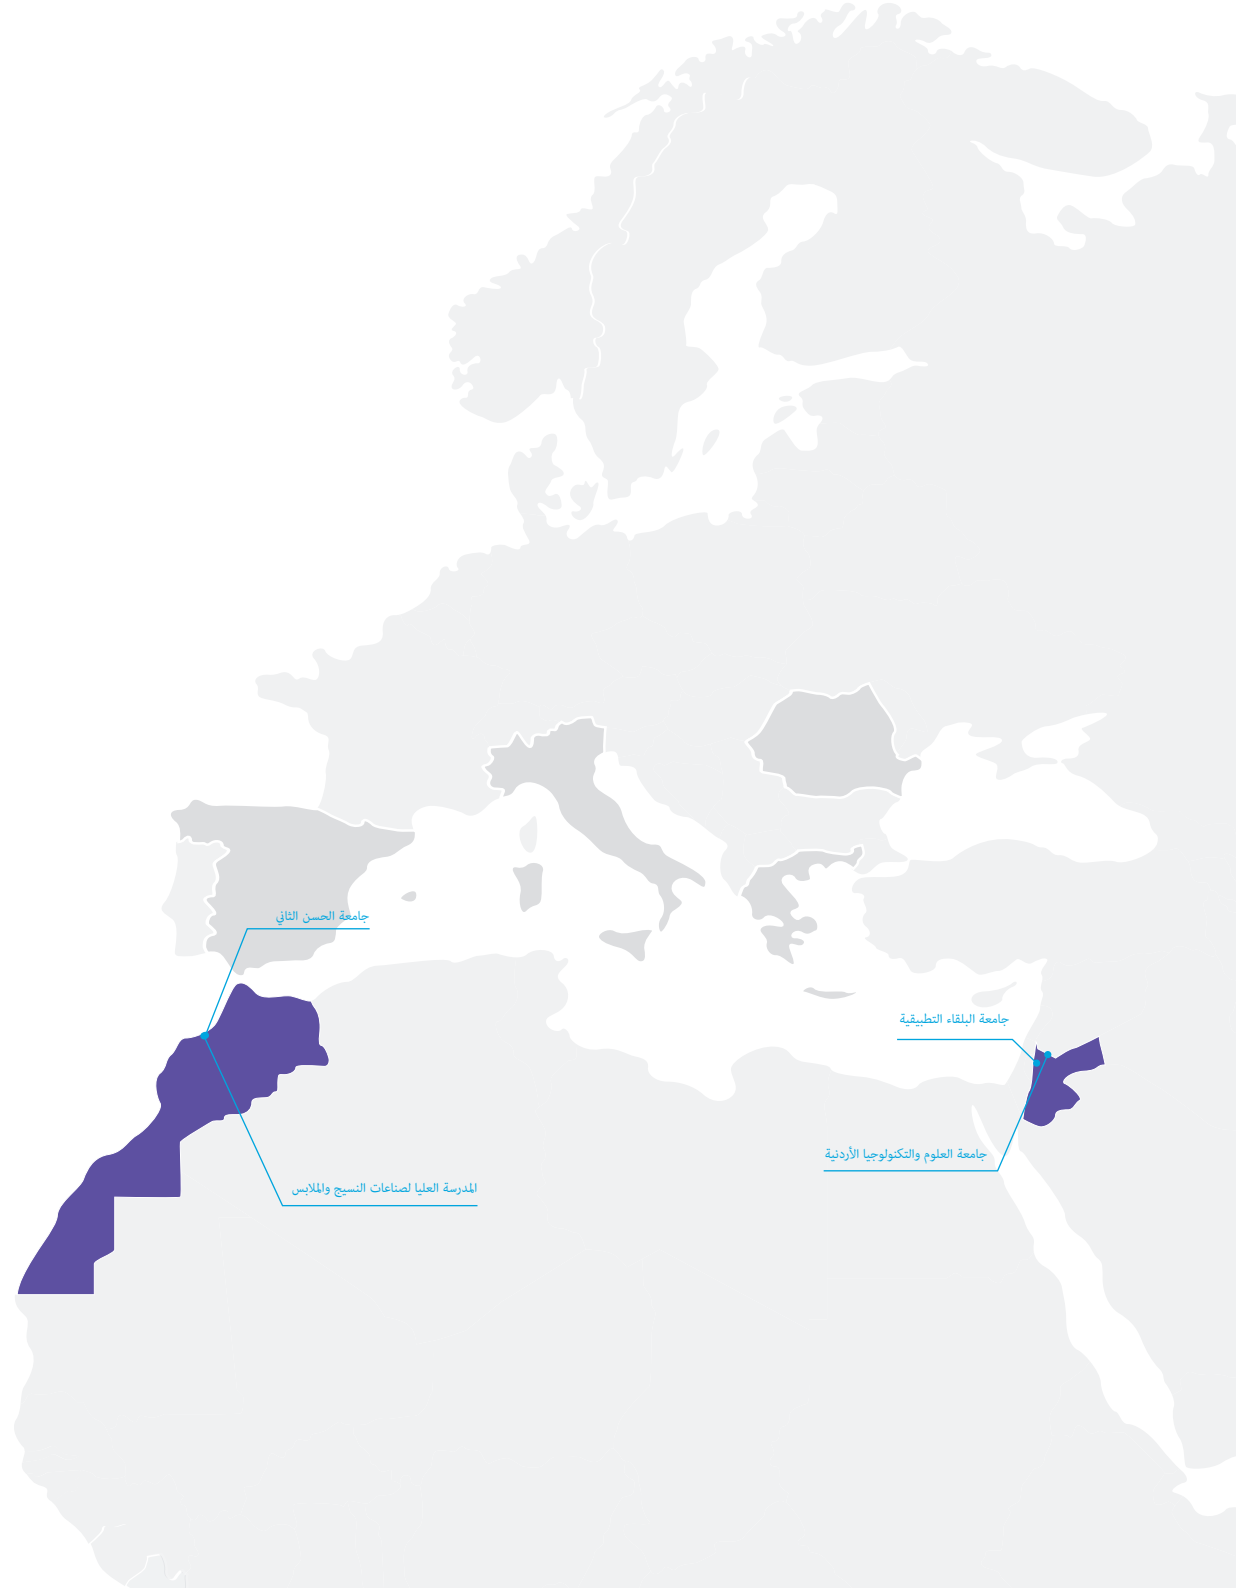 جامعة الحسن الثاني
جامعة البلقاء التطبيقية
جامعة العلوم والتكنولوجيا الأردنية
المدرسة العليا لصناعات النسيج والملابس